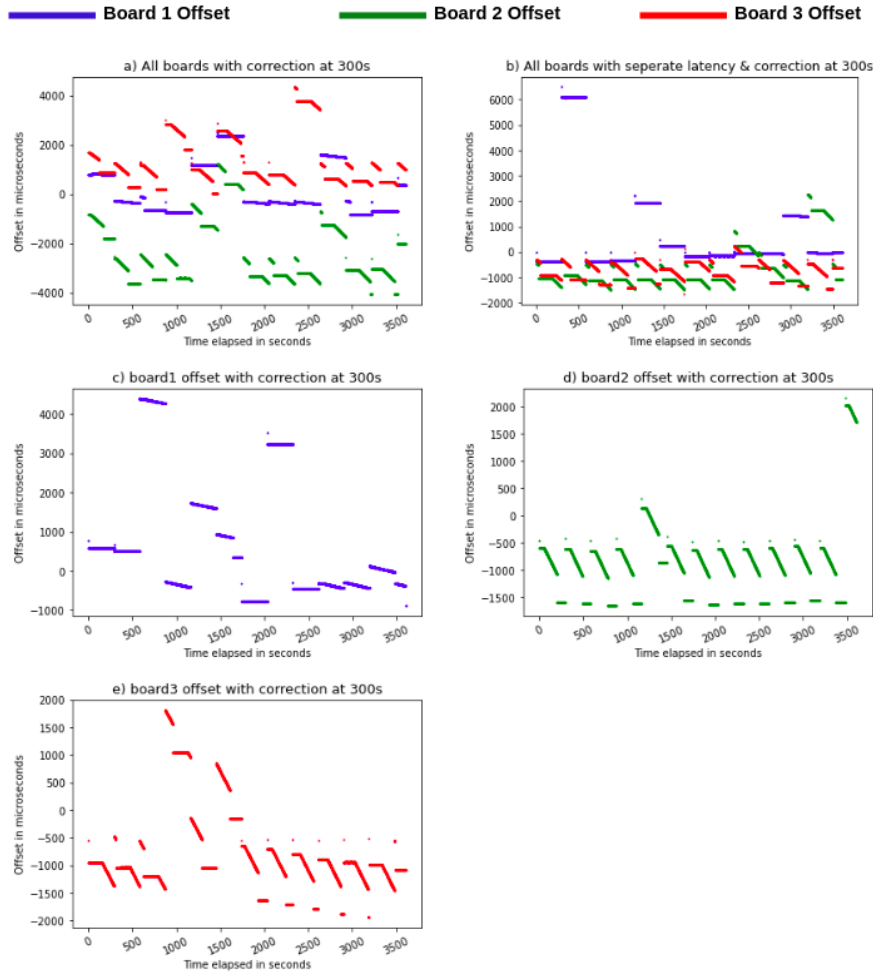 Board 1 Offset Board 2 Offset Board 3 Offset
a) All boards with correction at 300s
Offset in microseconds
4000
2000
0
−2000
−4000
0 500 1000 1500 2000 2500 3000 3500
Time elapsed in seconds
b) All boards with seperate latency & correction at 300s
Offset in microseconds
6000
5000
4000
3000
2000
1000
0
−1000
−2000
0 500 1000 1500 2000 2500 3000 3500
Time elapsed in seconds
c) board1 offset with correction at 300s
Offset in microseconds
4000
3000
2000
1000
0
−1000
0 500 1000 1500 2000 2500 3000 3500
Time elapsed in seconds
d) board2 offset with correction at 300s
Offset in microseconds
2000
1500
1000
500
0
−500
−1000
−1500
0 500 1000 1500 2000 2500 3000 3500
Time elapsed in seconds
e) board3 offset with correction at 300s
Offset in microseconds
2000
1500
1000
500
0
−500
−1000
−1500
−2000
0 500 1000 1500 2000 2500 3000 3500
Time elapsed in seconds